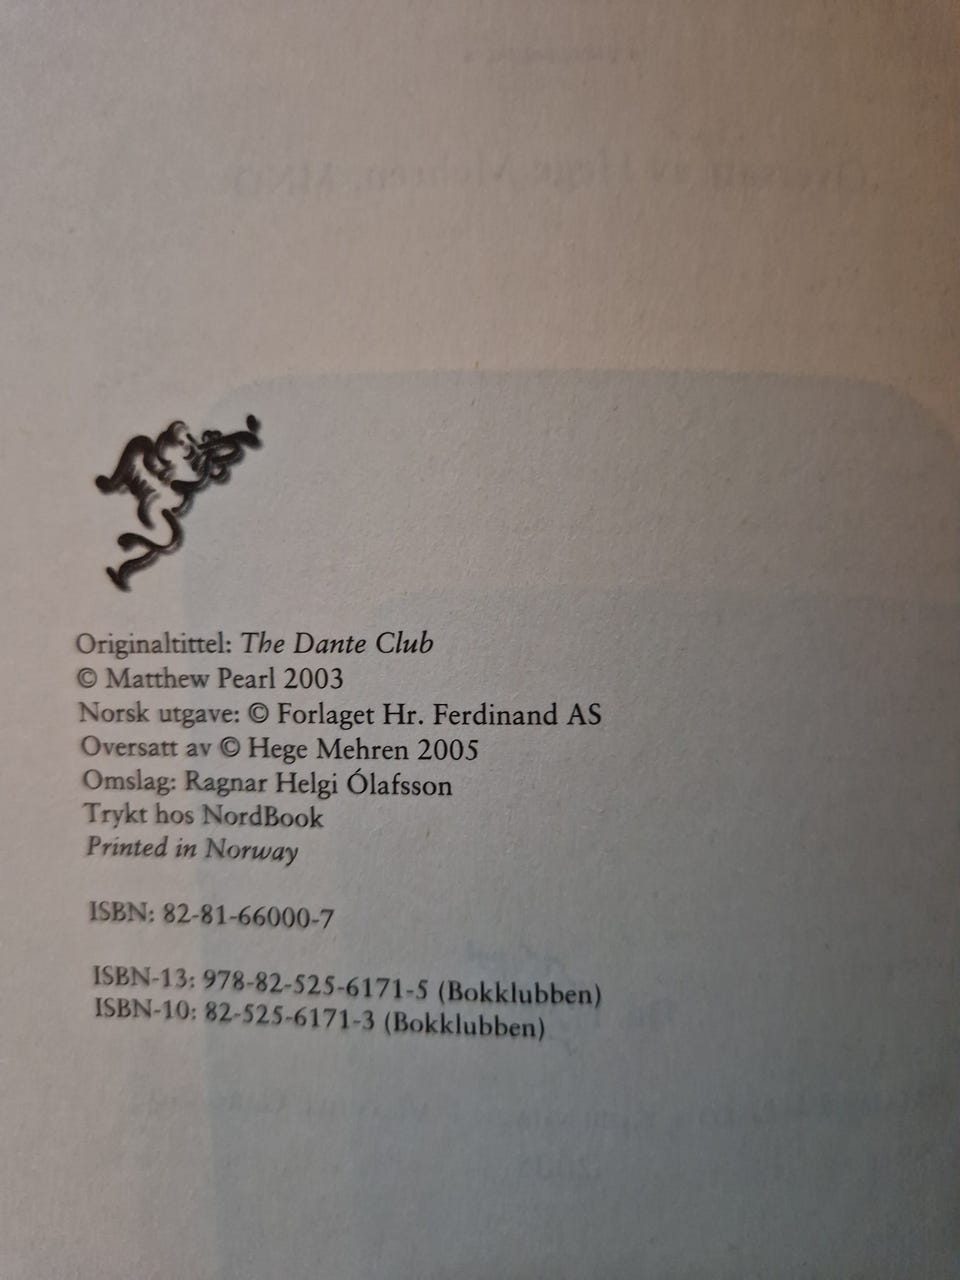 Originaltittel: The Dante Club
© Matthew Pearl 2003
Norsk utgave: © Forlaget Hr. Ferdinand AS
Oversatt av © Hege Mehren 2005
Omslag: Ragnar Helgi Ólafsson
Trykt hos NordBook
Printed in Norway
ISBN: 82-81-66000-7
ISBN-13: 978-82-525-6171-5 (Bokklubben)
ISBN-10: 82-525-6171-3 (Bokklubben)